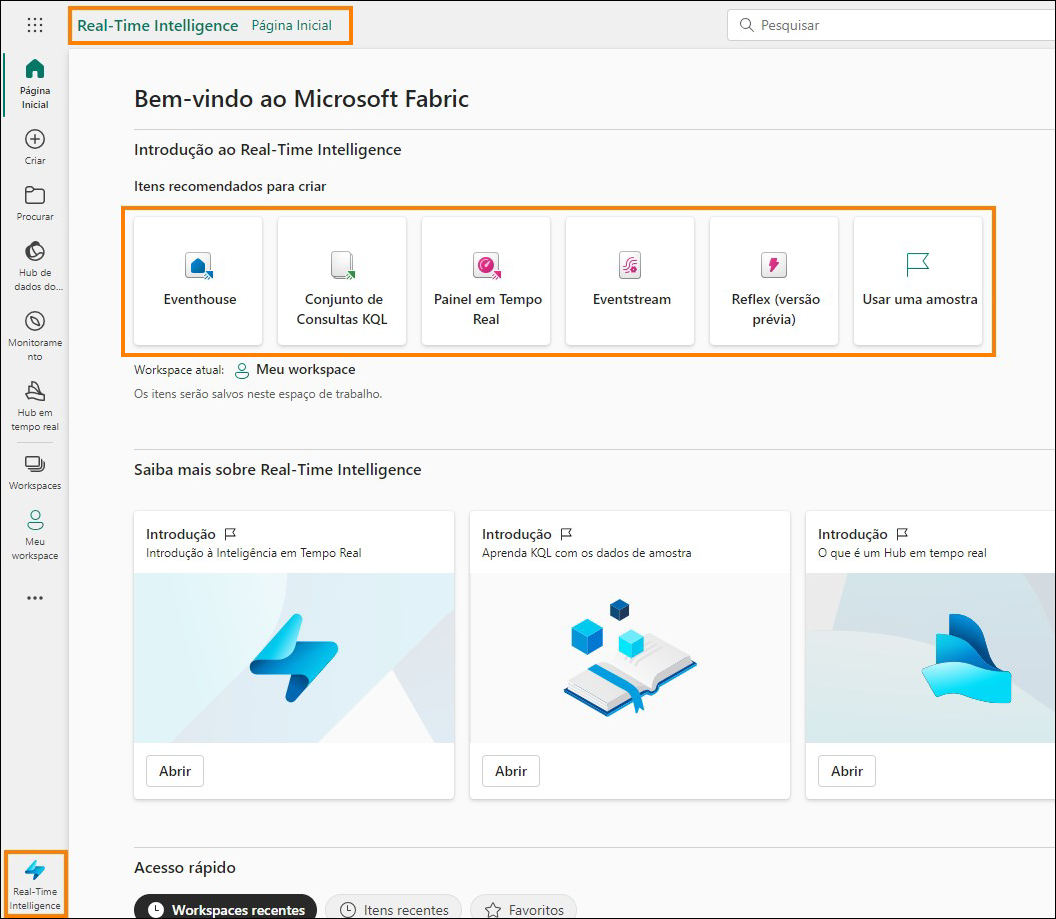 Real-Time Intelligence Página Inicial
Pesquisar
Página
Inicial
Criar
Procurar
Hub de
dados do...
Monitorame
nto
Hub em
tempo real
Workspaces
Meu
workspace
Real-Time
Intelligence
Bem-vindo ao Microsoft Fabric
Introdução ao Real-Time Intelligence
Itens recomendados para criar
Eventhouse
Conjunto de
Consultas KQL
Painel em Tempo
Real
Eventstream
Reflex (versão
prévia)
Usar uma amostra
Workspace atual: Meu workspace
Os itens serão salvos neste espaço de trabalho.
Saiba mais sobre Real-Time Intelligence
Introdução
Introdução à Inteligência em Tempo Real
Abrir
Introdução
Aprenda KQL com os dados de amostra
Abrir
Introdução
O que é um Hub em tempo real
Abrir
Acesso rápido
Workspaces recentes
Itens recentes
Favoritos